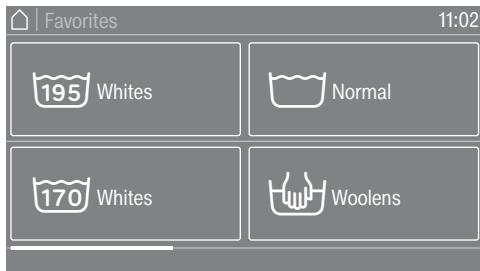 Favorites 11:02
195 Whites
Normal
170 Whites
Woolens